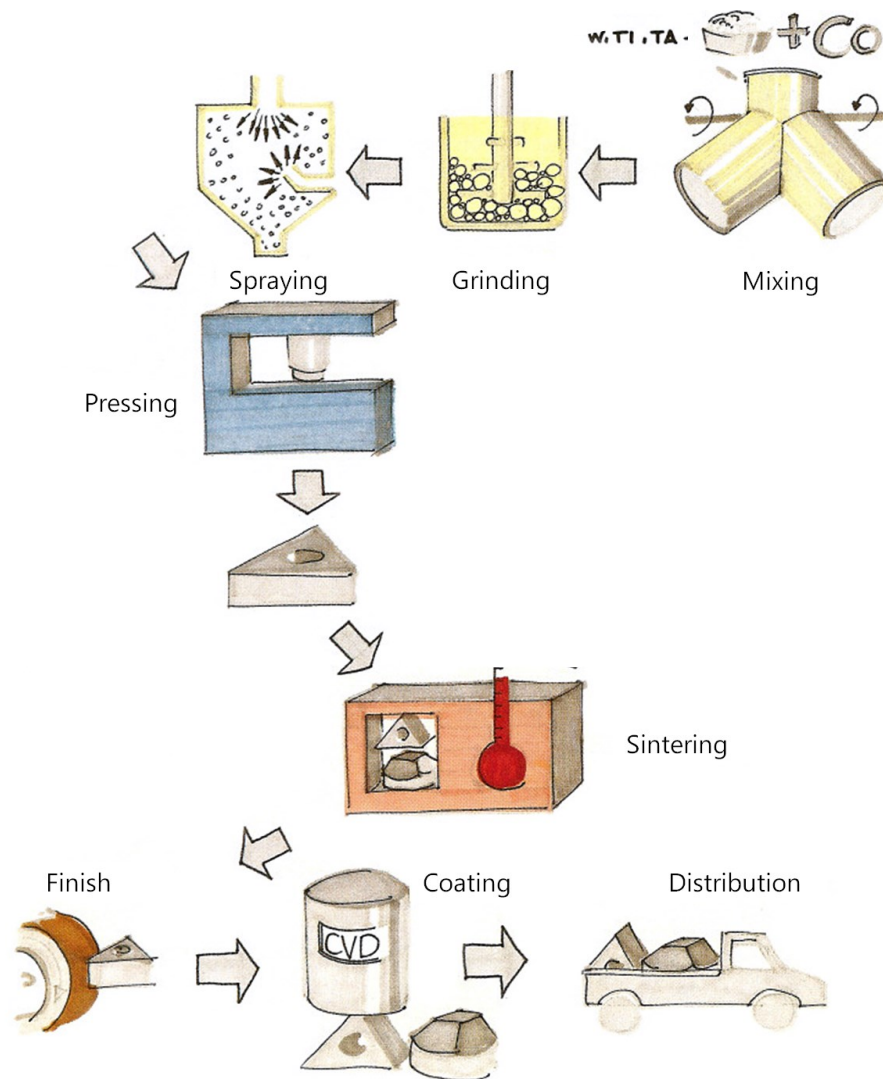 W.TI.TA. + Co
Spraying
Grinding
Mixing
Pressing
Sintering
Finish
Coating
Distribution
CVD